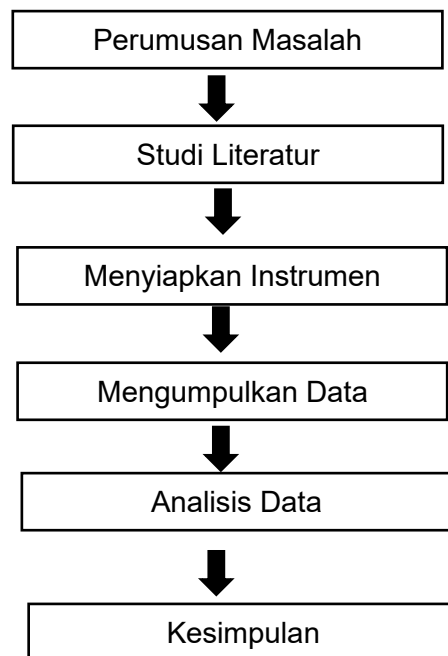 Perumusan Masalah
Studi Literatur
Menyiapkan Instrumen
Mengumpulkan Data
Analisis Data
Kesimpulan